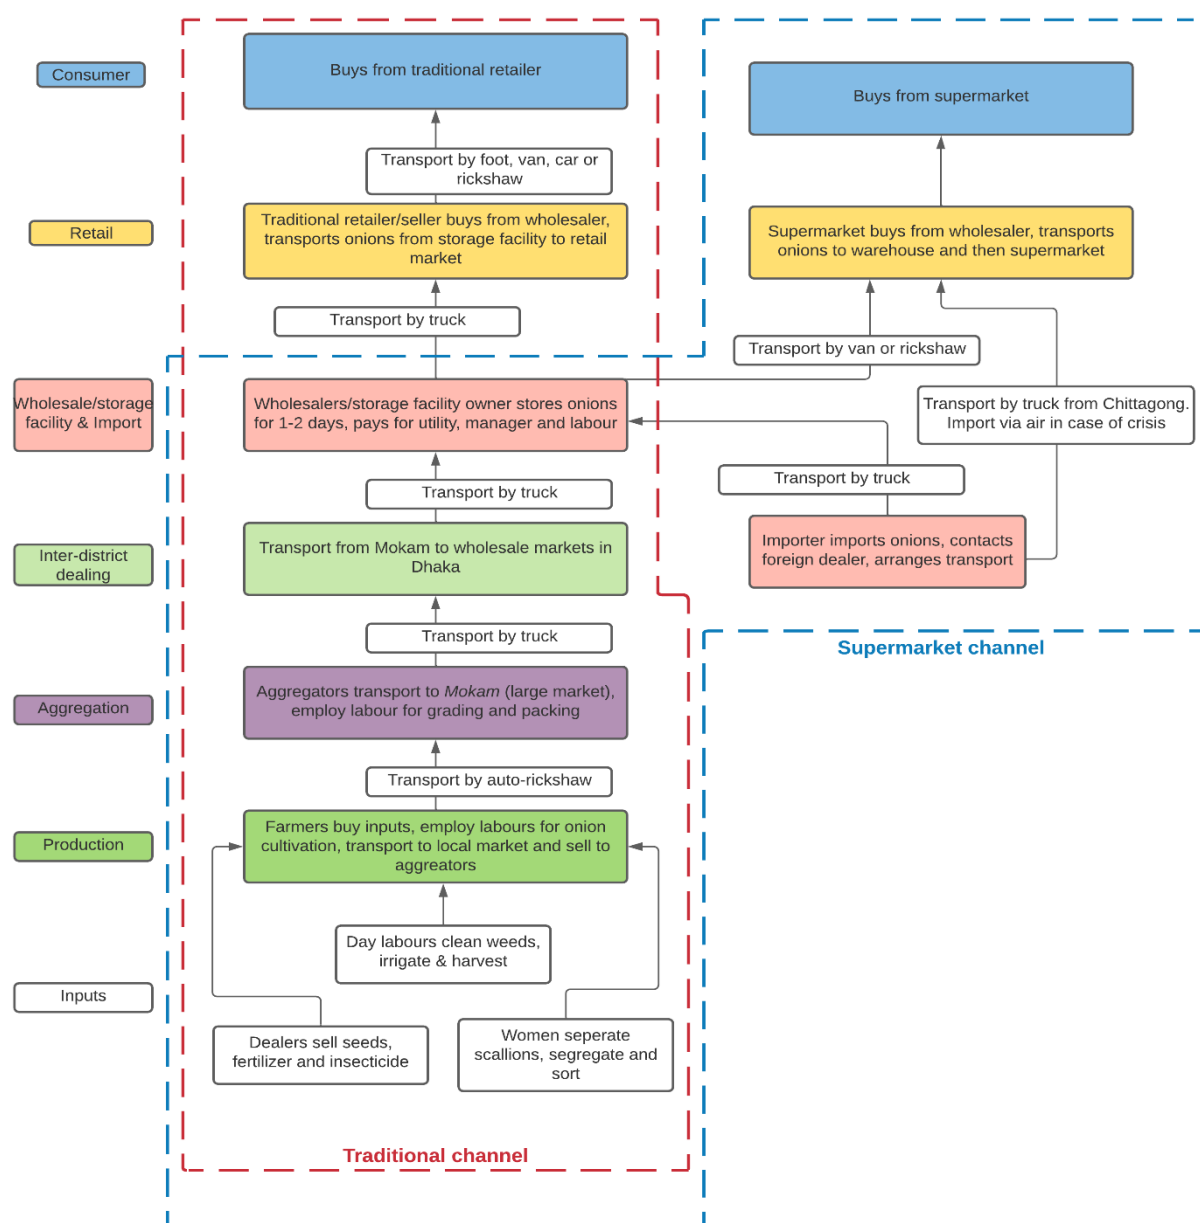 Consumer
Buys from traditional retailer
Buys from supermarket
Transport by foot, van, car or
rickshaw
Retail
Traditional retailer/seller buys from wholesaler,
transports onions from storage facility to retail
market
Supermarket buys from wholesaler, transports
onions to warehouse and then supermarket
Transport by truck
Transport by van or rickshaw
Wholesale/storage
facility & Import
Wholesalers/storage facility owner stores onions
for 1-2 days, pays for utility, manager and labour
Transport by truck from Chittagong.
Import via air in case of crisis
Transport by truck
Transport by truck
Inter-district
dealing
Transport from Mokam to wholesale markets in
Dhaka
Importer imports onions, contacts
foreign dealer, arranges transport
Transport by truck
Supermarket channel
Aggregation
Aggregators transport to Mokam (large market),
employ labour for grading and packing
Transport by auto-rickshaw
Production
Farmers buy inputs, employ labours for onion
cultivation, transport to local market and sell to
aggreators
Day labours clean weeds,
irrigate & harvest
Inputs
Dealers sell seeds,
fertilizer and insecticide
Women seperate
scallions, segregate and
sort
Traditional channel